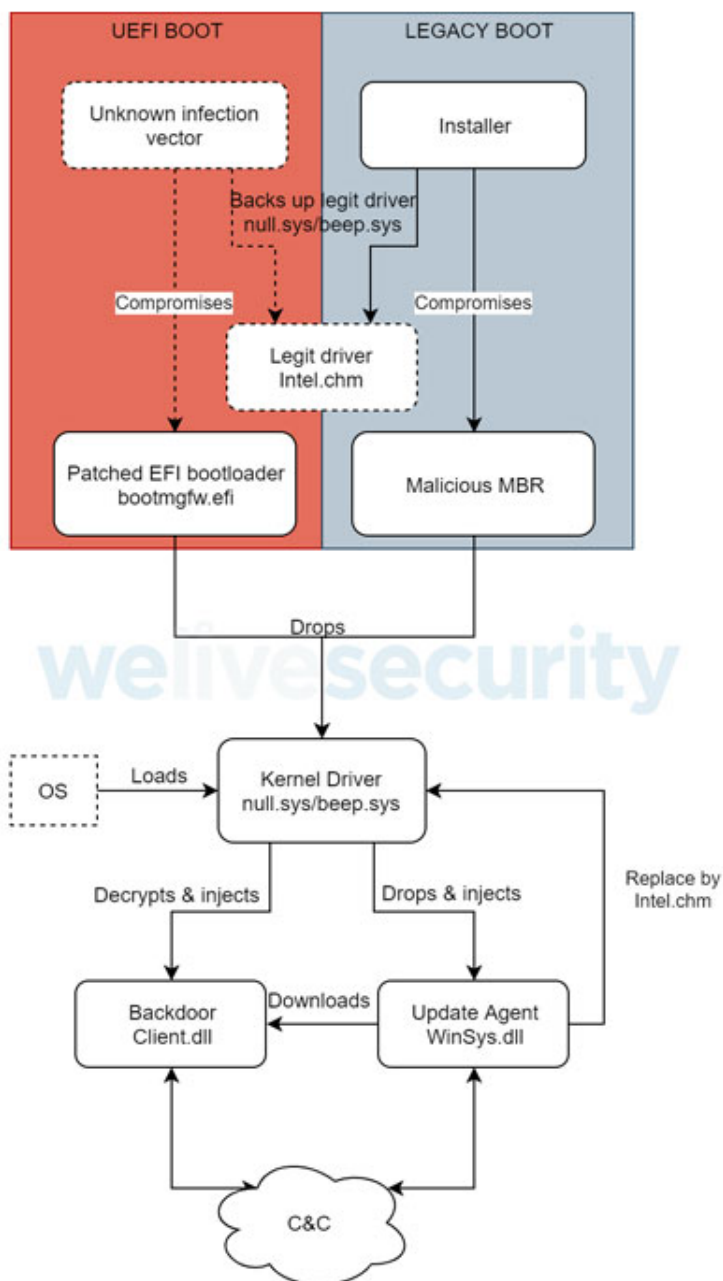 UEFI BOOT
LEGACY BOOT
Unknown infection
vector
Installer
Backs up legit driver
null.sys/beep.sys
Compromises
Compromises
Legit driver
Intel.chm
Patched EFI bootloader
bootmgfw.efi
Malicious MBR
Drops
welivesecurity
OS
Loads
Kernel Driver
null.sys/beep.sys
Decrypts & injects
Drops & injects
Replace by
Intel.chm
Backdoor
Client.dll
Downloads
Update Agent
WinSys.dll
C&C